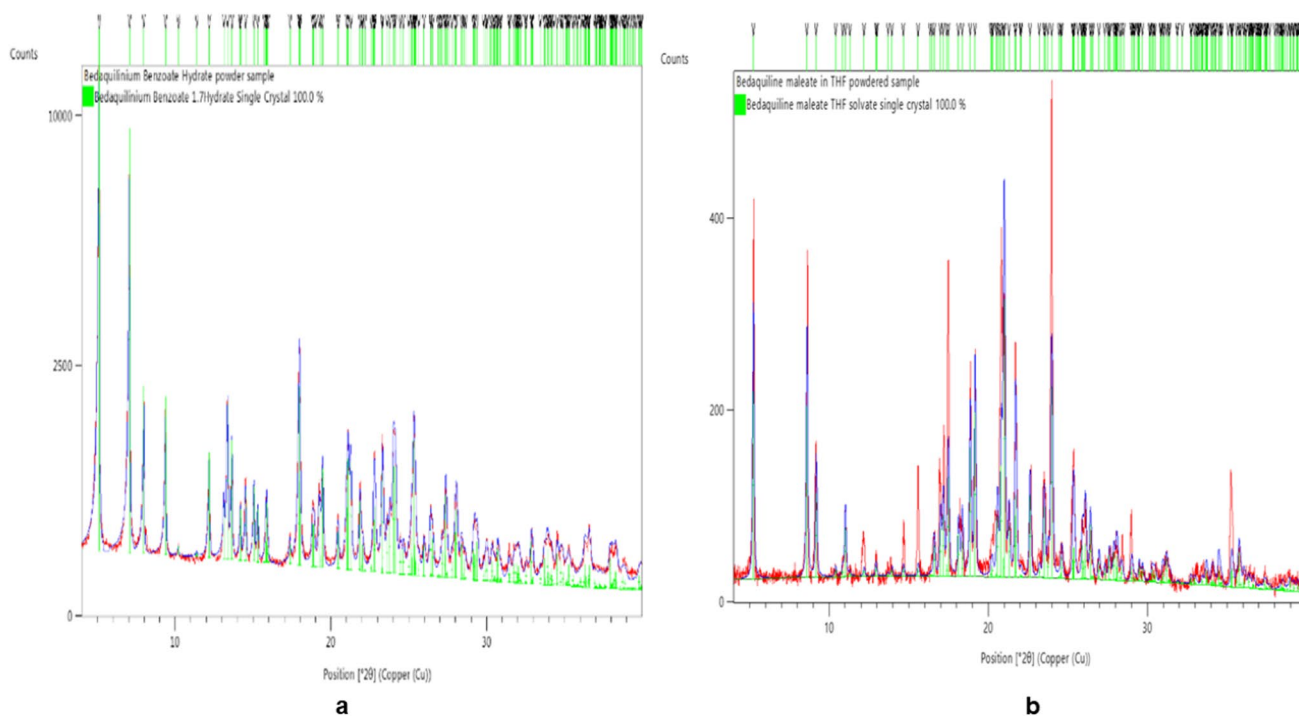 Counts
Bedaquilinium Benzoate Hydrate powder sample
Bedaquilinium Benzoate 1.7Hydrate Single Crystal 100.0 %
10000
2500
0
10
20
30
Position [°2θ] (Copper (Cu))
a
Counts
Bedaquiline maleate in THF powdered sample
Bedaquiline maleate THF solvate single crystal 100.0 %
400
200
0
10
20
30
Position [°2θ] (Copper (Cu))
b